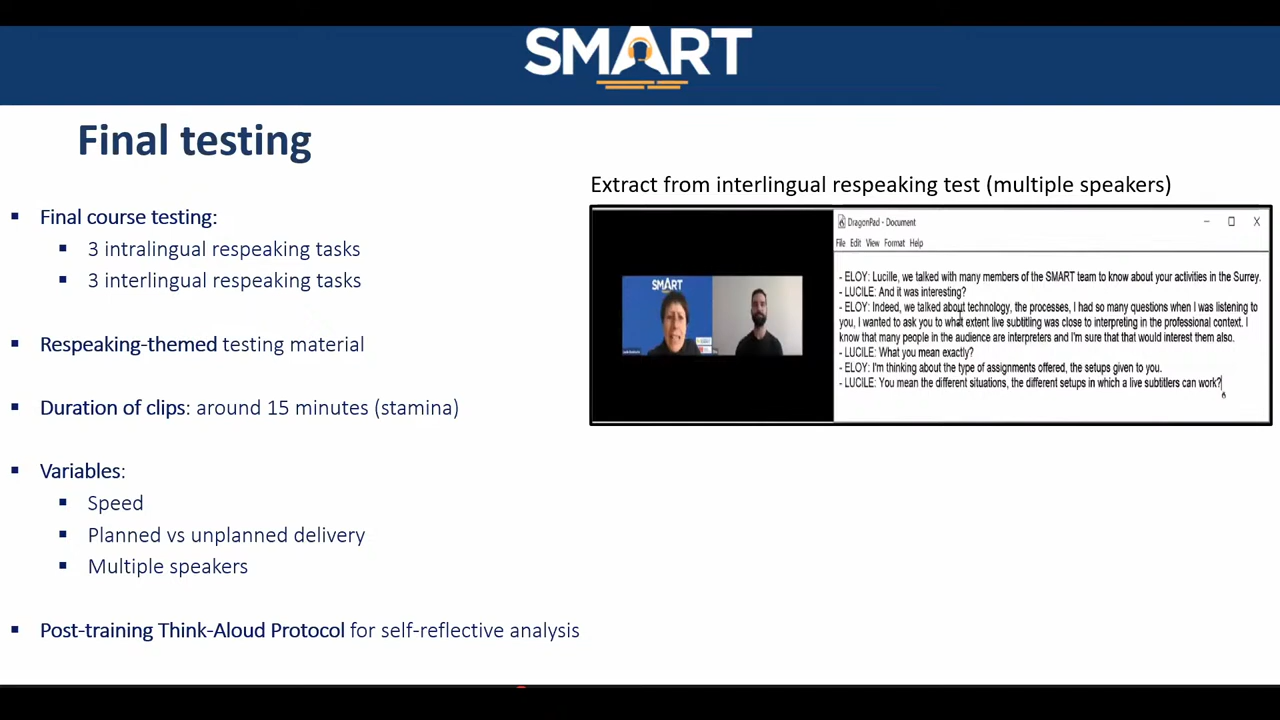 SMART
Final testing
Extract from interlingual respeaking test (multiple speakers)
Final course testing:
3 intralingual respeaking tasks
3 interlingual respeaking tasks
Respeaking-themed testing material
Duration of clips: around 15 minutes (stamina)
Variables:
Speed
Planned vs unplanned delivery
Multiple speakers
Post-training Think-Aloud Protocol for self-reflective analysis
SMART
DragonPad - Document
File Edit View Format Help
- ELOY: Lucille, we talked with many members of the SMART team to know about your activities in the Surrey.
- LUCILE: And it was interesting?
- ELOY: Indeed, we talked about technology, the processes, I had so many questions when I was listening to
you, I wanted to ask you to what extent live subtitling was close to interpreting in the professional context. I
know that many people in the audience are interpreters and I'm sure that that would interest them also.
- LUCILE: What you mean exactly?
- ELOY: I'm thinking about the type of assignments offered, the setups given to you.
- LUCILE: You mean the different situations, the different setups in which a live subtitlers can work?